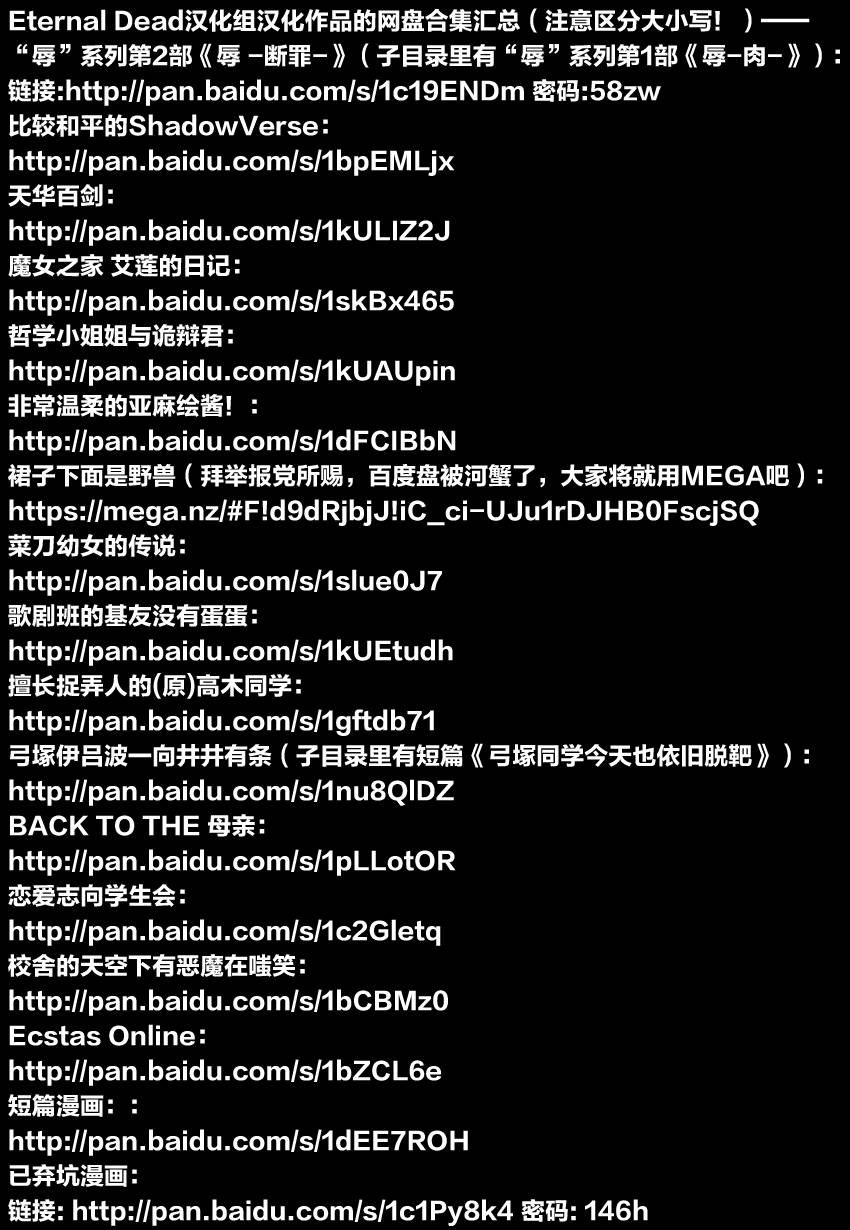 Eternal Dead汉化组汉化作品的网盘合集汇总（注意区分大小写！）——
“辱”系列第2部《辱 -断罪-》（子目录里有“辱”系列第1部《辱-肉-》）：
链接:http://pan.baidu.com/s/1c19ENDm 密码:58zw
比较和平的ShadowVerse：
http://pan.baidu.com/s/1bpEMLjx
天华百剑：
http://pan.baidu.com/s/1kULIZ2J
魔女之家 艾莲的日记：
http://pan.baidu.com/s/1skBx465
哲学小姐姐与诡辩君：
http://pan.baidu.com/s/1kUAUpin
非常温柔的亚麻绘酱！：
http://pan.baidu.com/s/1dFCIBbN
裙子下面是野兽（拜举报党所赐，百度盘被河蟹了，大家将就用MEGA吧）：
https://mega.nz/#F!d9dRjbjJ!iC_ci-UJu1rDJHB0FscjSQ
菜刀幼女的传说：
http://pan.baidu.com/s/1slue0J7
歌剧班的基友没有蛋蛋：
http://pan.baidu.com/s/1kUEtudh
擅长捉弄人的(原)高木同学：
http://pan.baidu.com/s/1gftdb71
弓塚伊吕波一向井井有条（子目录里有短篇《弓塚同学今天也依旧脱靶》）：
http://pan.baidu.com/s/1nu8QlDZ
BACK TO THE 母亲：
http://pan.baidu.com/s/1pLLotOR
恋爱志向学生会：
http://pan.baidu.com/s/1c2Gletq
校舍的天空下有恶魔在嗤笑：
http://pan.baidu.com/s/1bCBMz0
Ecstas Online：
http://pan.baidu.com/s/1bZCL6e
短篇漫画：：
http://pan.baidu.com/s/1dEE7ROH
已弃坑漫画：
链接: http://pan.baidu.com/s/1c1Py8k4 密码: 146h